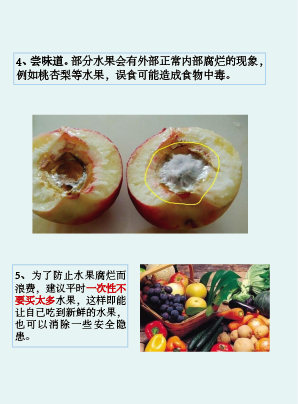 4、尝味道。部分水果会有外部正常内部腐烂的现象，
例如桃杏梨等水果，误食可能造成食物中毒。
5、为了防止水果腐烂而
浪费，建议平时一次性不
要买太多水果，这样即能
让自己吃到新鲜的水果，
也可以消除一些安全隐
患。